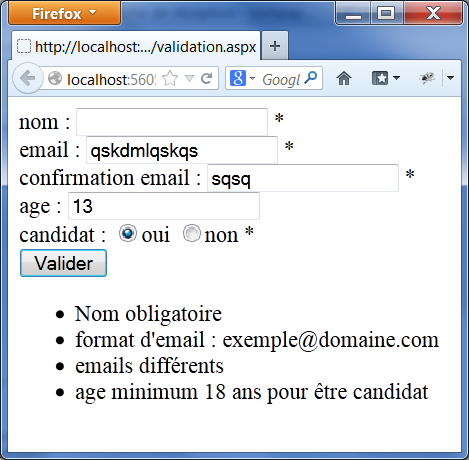 Firefox
http://localhost:.../validation.aspx
localhost:560 Googl
nom : *
email : qskdmlqskqs *
confirmation email : sqsq *
age : 13
candidat : oui non *
Valider
• Nom obligatoire
• format d'email : exemple@domaine.com
• emails différents
• age minimum 18 ans pour être candidat